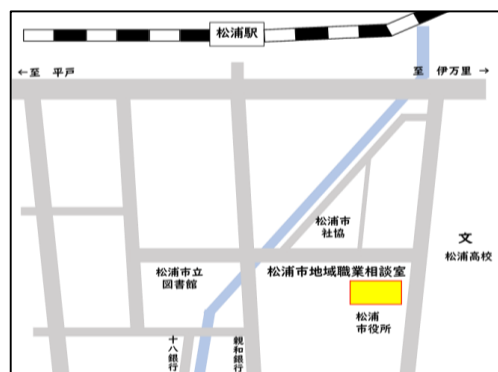 松浦駅
←至 平戸
至 伊万里 →
松浦市
社協
文
松浦高校
松浦市立
図書館
松浦市地域職業相談室
松浦
市役所
十八銀行
親和銀行